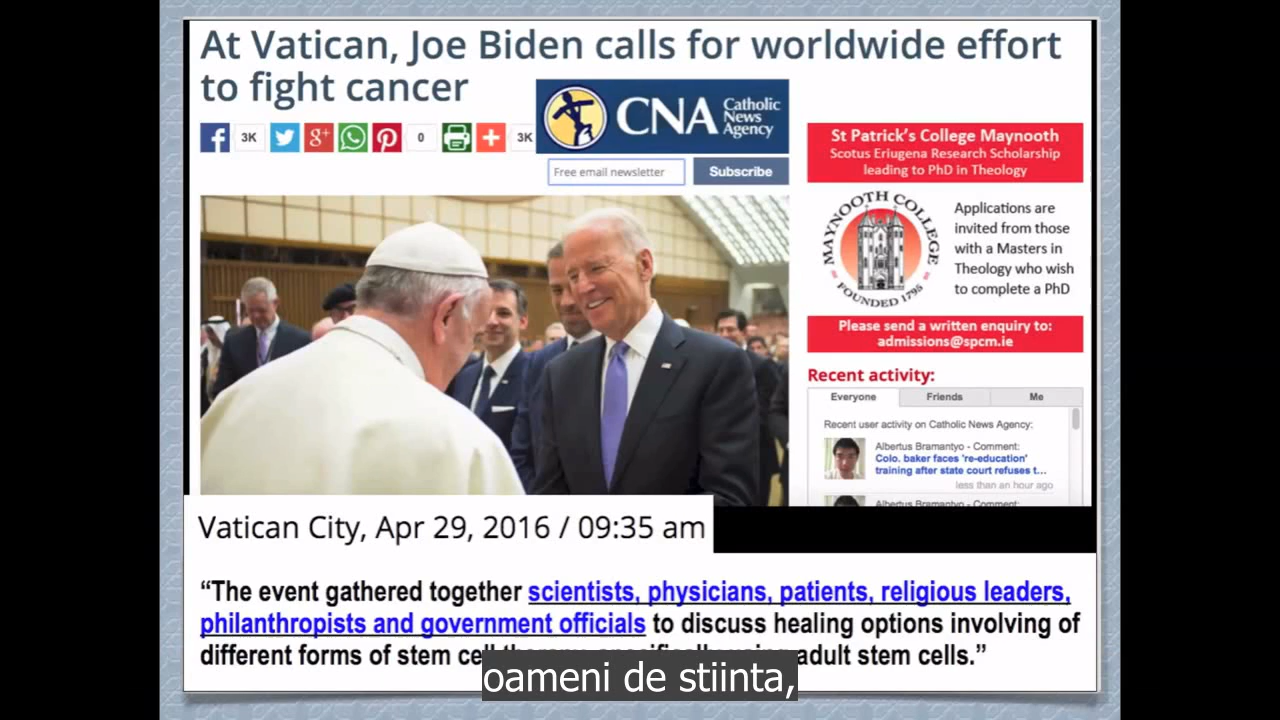 At Vatican, Joe Biden calls for worldwide effort
to fight cancer
3K
0
3K
CNA Catholic
News
Agency
Free email newsletter
Subscribe
St Patrick's College Maynooth
Scotus Eriugena Research Scholarship
leading to PhD in Theology
MAYNOOTH COLLEGE
FOUNDED 1795
Applications are
invited from those
with a Masters in
Theology who wish
to complete a PhD
Please send a written enquiry to:
admissions@spcm.ie
Recent activity:
Everyone
Friends
Me
Recent user activity on Catholic News Agency:
Albertus Bramantyo - Comment:
Colo. baker faces 're-education'
training after state court refuses t...
less than an hour ago
Albertus Bramantyo - Comment:
Vatican City, Apr 29, 2016 / 09:35 am
“The event gathered together scientists, physicians, patients, religious leaders,
philanthropists and government officials to discuss healing options involving of
different forms of stem cell adult stem cells.”
oameni de stiinta,